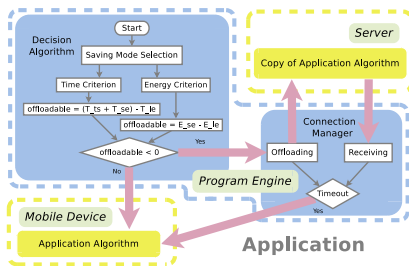 Decision
Algorithm
Start
Saving Mode Selection
Time Criterion
Energy Criterion
offloadable = (T_ts + T_se) - T_le
offloadable = E_se - E_le
offloadable < 0
Yes
No
Server
Copy of Application Algorithm
Connection
Manager
Offloading
Receiving
Timeout
Yes
Program Engine
Mobile Device
Application Algorithm
Application